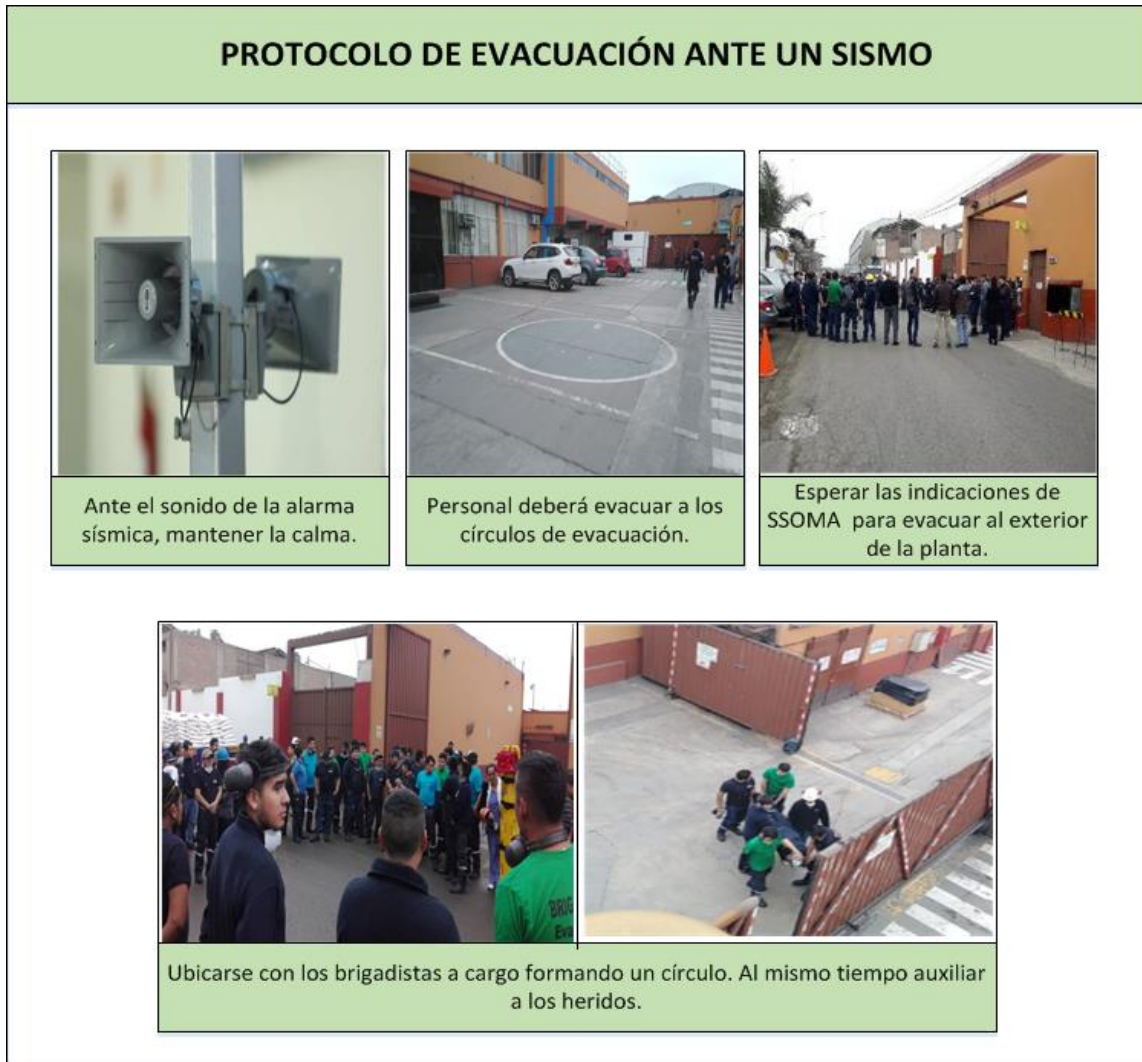 PROTOCOLO DE EVACUACIÓN ANTE UN SISMO
Ante el sonido de la alarma
sísmica, mantener la calma.
Personal deberá evacuar a los
círculos de evacuación.
Esperar las indicaciones de
SSOMA  para evacuar al exterior
de la planta.
BRIG
Eva
Ubicarse con los brigadistas a cargo formando un círculo. Al mismo tiempo auxiliar
a los heridos.